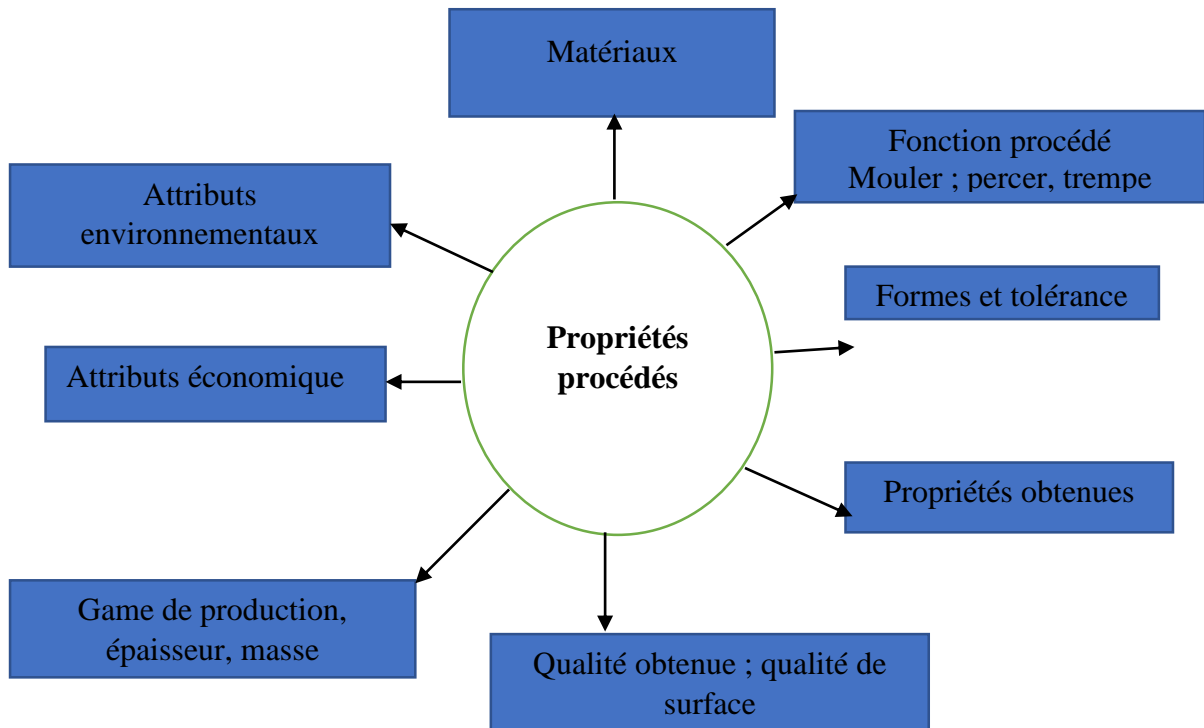 Matériaux
Fonction procédé
Mouler ; percer, trempe
Attributs
environnementaux
Formes et tolérance
Propriétés
procédés
Attributs économique
Propriétés obtenues
Game de production,
épaisseur, masse
Qualité obtenue ; qualité de
surface